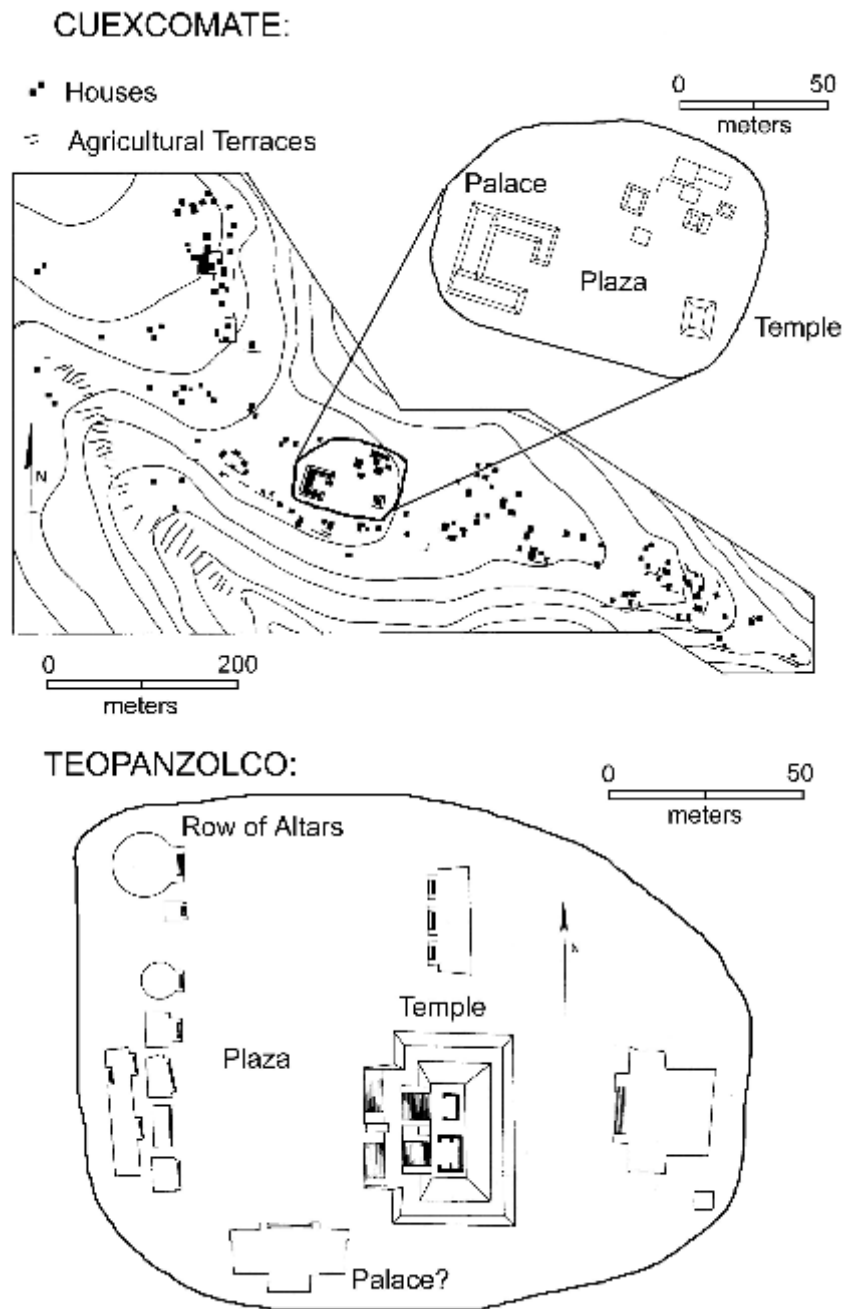 CUEXCOMATE:
Houses
Agricultural Terraces
0 50
meters
Palace
Plaza
Temple
N
0 200
meters
TEOPANZOLCO:
0 50
meters
Row of Altars
N
Temple
Plaza
Palace?